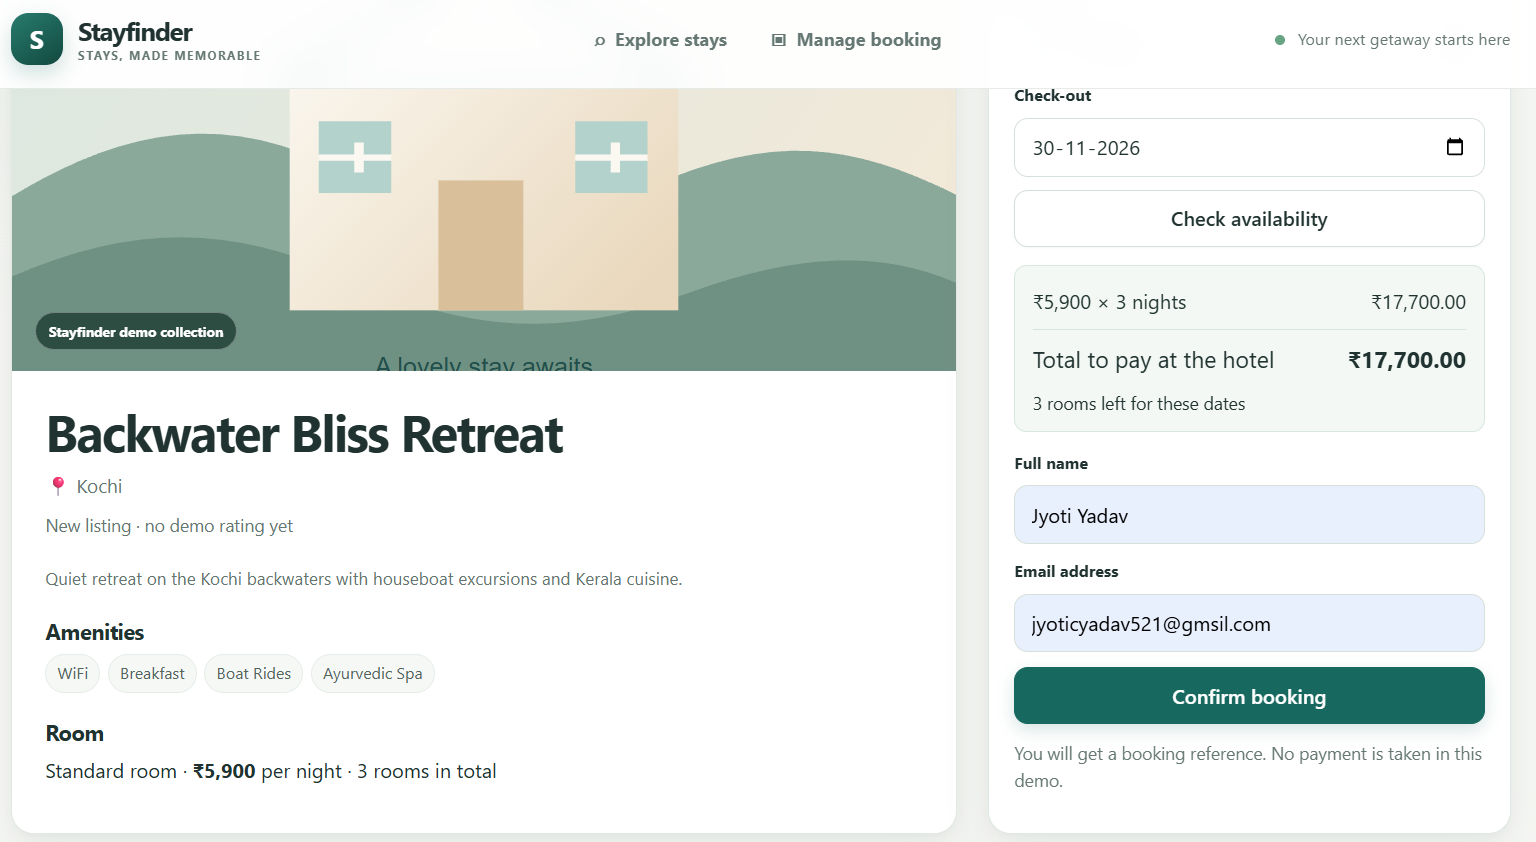 S
Stayfinder
STAYS, MADE MEMORABLE
Explore stays
Manage booking
Your next getaway starts here
Stayfinder demo collection
A lovely stay awaits
Backwater Bliss Retreat
Kochi
New listing · no demo rating yet
Quiet retreat on the Kochi backwaters with houseboat excursions and Kerala cuisine.
Amenities
WiFi
Breakfast
Boat Rides
Ayurvedic Spa
Room
Standard room · ₹5,900 per night · 3 rooms in total
Check-out
30-11-2026
Check availability
₹5,900 × 3 nights ₹17,700.00
Total to pay at the hotel ₹17,700.00
3 rooms left for these dates
Full name
Jyoti Yadav
Email address
jyoticyadav521@gmsil.com
Confirm booking
You will get a booking reference. No payment is taken in this
demo.